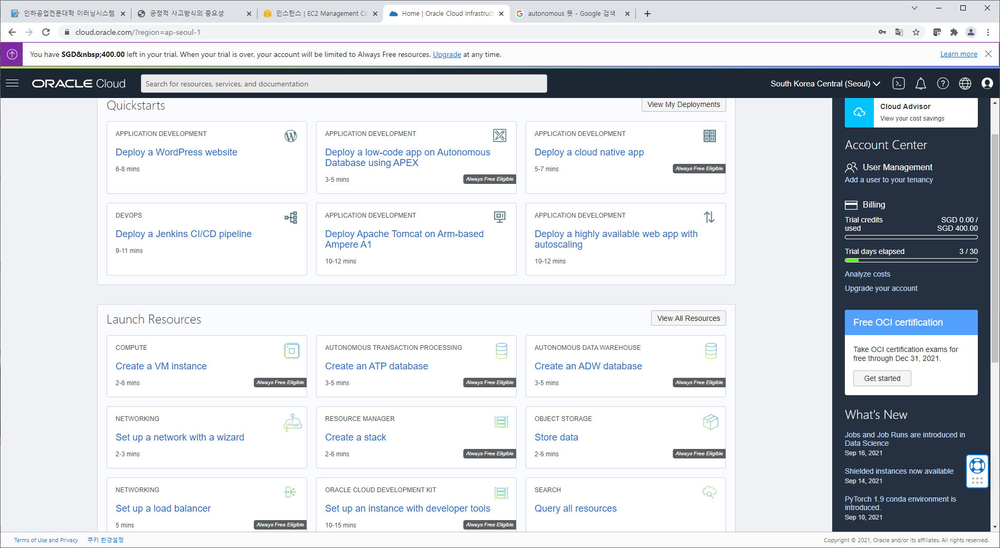 인하공업전문대학 이러닝시스템
긍정적 사고방식의 중요성
인스턴스 | EC2 Management Co
Home | Oracle Cloud Infrastruct
autonomous 뜻 - Google 검색
cloud.oracle.com/?region=ap-seoul-1
You have SGD&nbsp;400.00 left in your trial. When your trial is over, your account will be limited to Always Free resources. Upgrade at any time.
Learn more
ORACLE Cloud
Search for resources, services, and documentation
South Korea Central (Seoul)
Quickstarts
View My Deployments
APPLICATION DEVELOPMENT
Deploy a WordPress website
6-8 mins
APPLICATION DEVELOPMENT
Deploy a low-code app on Autonomous
Database using APEX
3-5 mins
Always Free Eligible
APPLICATION DEVELOPMENT
Deploy a cloud native app
5-7 mins
Always Free Eligible
DEVOPS
Deploy a Jenkins CI/CD pipeline
9-11 mins
APPLICATION DEVELOPMENT
Deploy Apache Tomcat on Arm-based
Ampere A1
10-12 mins
APPLICATION DEVELOPMENT
Deploy a highly available web app with
autoscaling
10-12 mins
Launch Resources
View All Resources
COMPUTE
Create a VM instance
2-6 mins
Always Free Eligible
AUTONOMOUS TRANSACTION PROCESSING
Create an ATP database
3-5 mins
Always Free Eligible
AUTONOMOUS DATA WAREHOUSE
Create an ADW database
3-5 mins
Always Free Eligible
NETWORKING
Set up a network with a wizard
2-3 mins
RESOURCE MANAGER
Create a stack
2-6 mins
Always Free Eligible
OBJECT STORAGE
Store data
2-6 mins
Always Free Eligible
NETWORKING
Set up a load balancer
5 mins
Always Free Eligible
ORACLE CLOUD DEVELOPMENT KIT
Set up an instance with developer tools
10-15 mins
Always Free Eligible
SEARCH
Query all resources
Cloud Advisor
View your cost savings
Account Center
User Management
Add a user to your tenancy
Billing
Trial credits used
SGD 0.00 /
SGD 400.00
Trial days elapsed
3 / 30
Analyze costs
Upgrade your account
Free OCI certification
Take OCI certification exams for
free through Dec 31, 2021.
Get started
What's New
Jobs and Job Runs are introduced in
Data Science
Sep 16, 2021
Shielded instances now available
Sep 14, 2021
PyTorch 1.9 conda environment is
introduced.
Sep 10, 2021
Terms of Use and Privacy
쿠키 환경설정
Copyright © 2021, Oracle and/or its affiliates. All rights reserved.